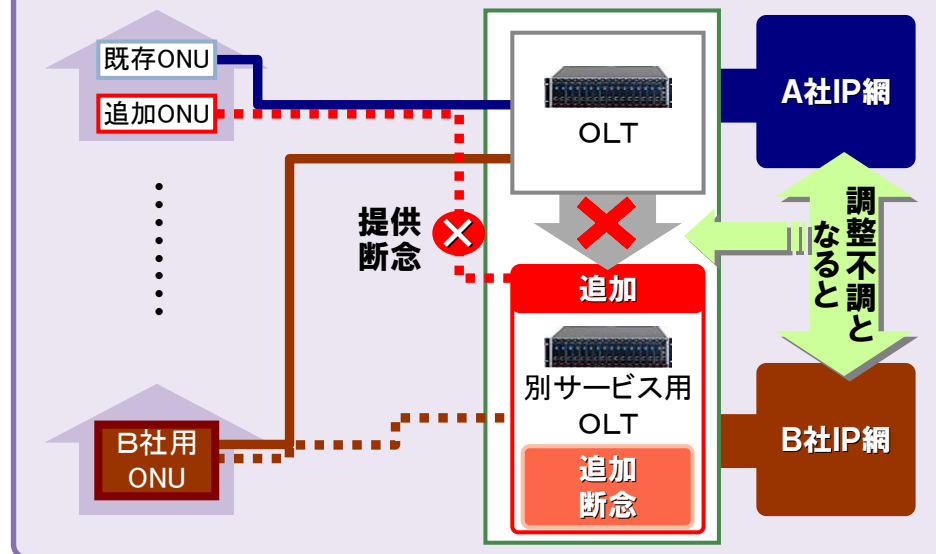 既存ONU
追加ONU
OLT
A社IP網
提供
断念
調整不調と
なると
追加
別サービス用
OLT
追加
断念
B社用
ONU
B社IP網